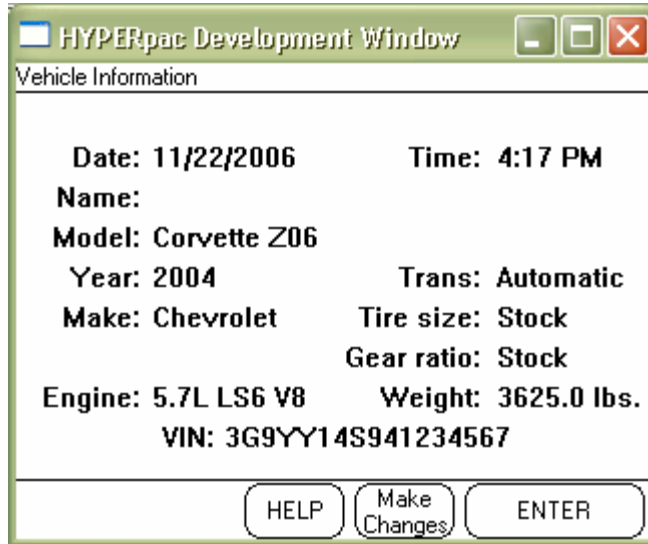 HYPERpac Development Window
Vehicle Information
Date: 11/22/2006 Time: 4:17 PM
Name:
Model: Corvette Z06
Year: 2004 Trans: Automatic
Make: Chevrolet Tire size: Stock
Gear ratio: Stock
Engine: 5.7L LS6 V8 Weight: 3625.0 lbs.
VIN: 3G9YY14S941234567
HELP Make Changes ENTER